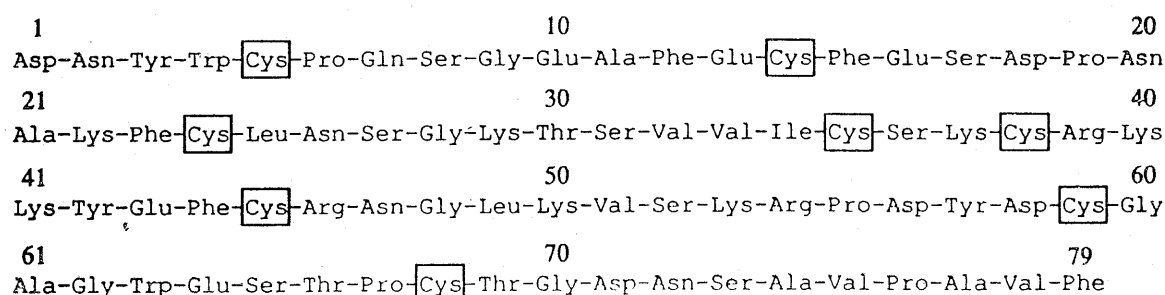 1 10 20
Asp-Asn-Tyr-Trp-Cys-Pro-Gln-Ser-Gly-Glu-Ala-Phe-Glu-Cys-Phe-Glu-Ser-Asp-Pro-Asn
21 30 40
Ala-Lys-Phe-Cys-Leu-Asn-Ser-Gly-Lys-Thr-Ser-Val-Val-Ile-Cys-Ser-Lys-Cys-Arg-Lys
41 50 60
Lys-Tyr-Glu-Phe-Cys-Arg-Asn-Gly-Leu-Lys-Val-Ser-Lys-Arg-Pro-Asp-Tyr-Asp-Cys-Gly
61 70 79
Ala-Gly-Trp-Glu-Ser-Thr-Pro-Cys-Thr-Gly-Asp-Asn-Ser-Ala-Val-Pro-Ala-Val-Phe